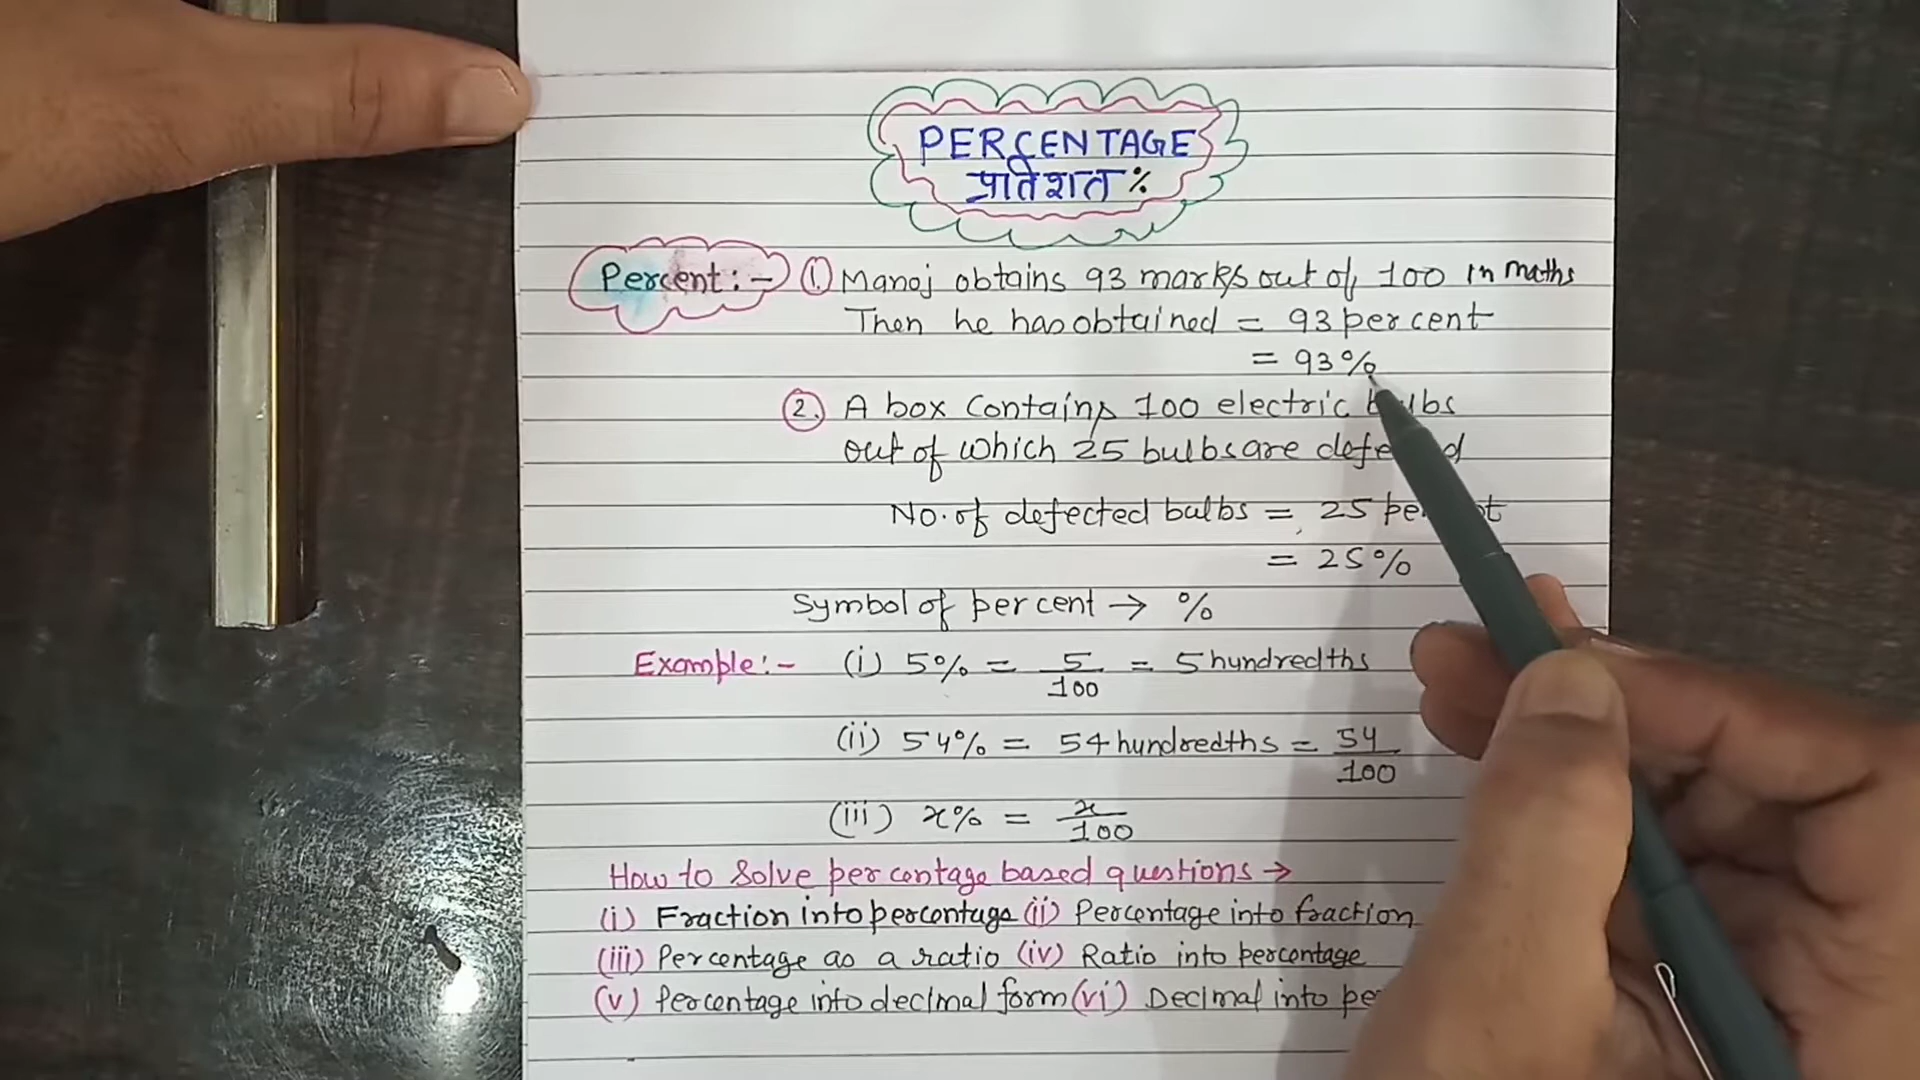 PERCENTAGE
प्रतिशत %
Percent:- 1. Manoj obtains 93 marks out of 100 in maths
Then he has obtained = 93 percent
= 93%
2. A box contains 100 electric bulbs
out of which 25 bulbs are
No. of defected bulbs = 25
= 25%
Symbol of percent → %
Example:- (i) 5% = 5/100 = 5 hundredths
(ii) 54% = 54 hundredths = 54/100
(iii) x% = x/100
How to Solve percentage based questions →
(i) Fraction into percentage (ii) Percentage into fraction
(iii) Percentage as a ratio (iv) Ratio into percentage
(v) Percentage into decimal form (vi) Decimal into